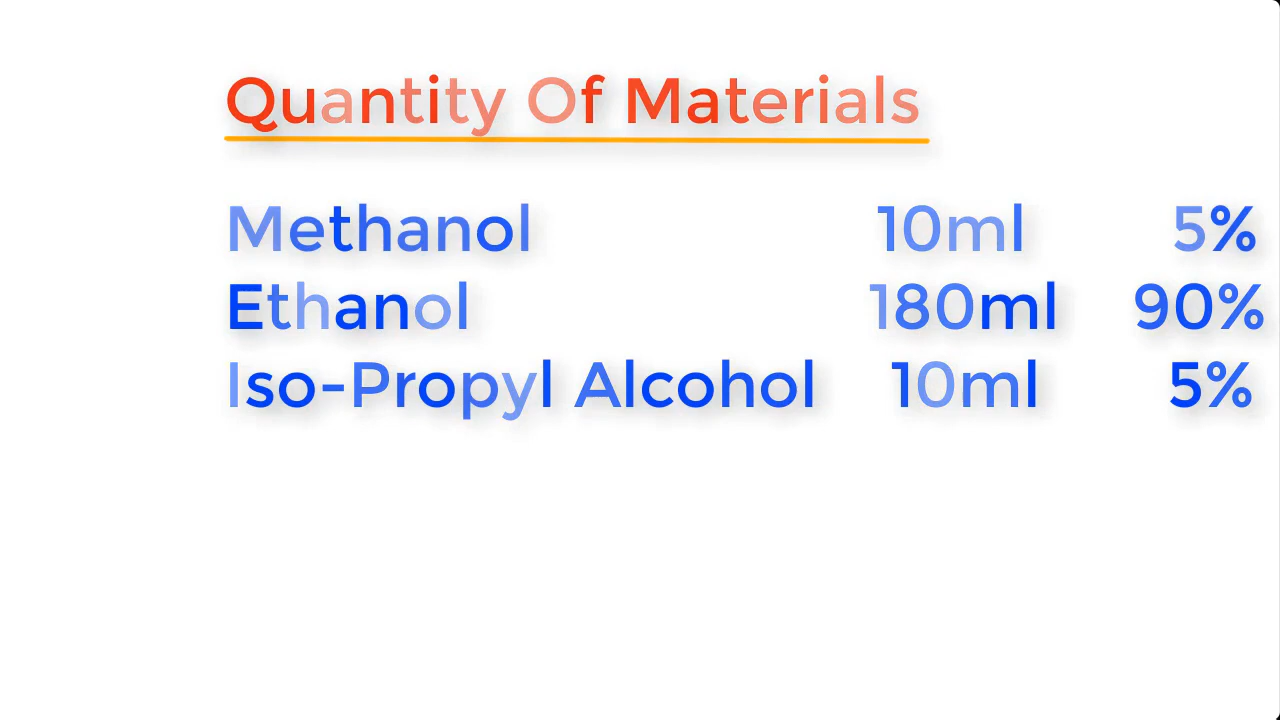 Quantity Of Materials
Methanol 10ml 5%
Ethanol 180ml 90%
Iso-Propyl Alcohol 10ml 5%